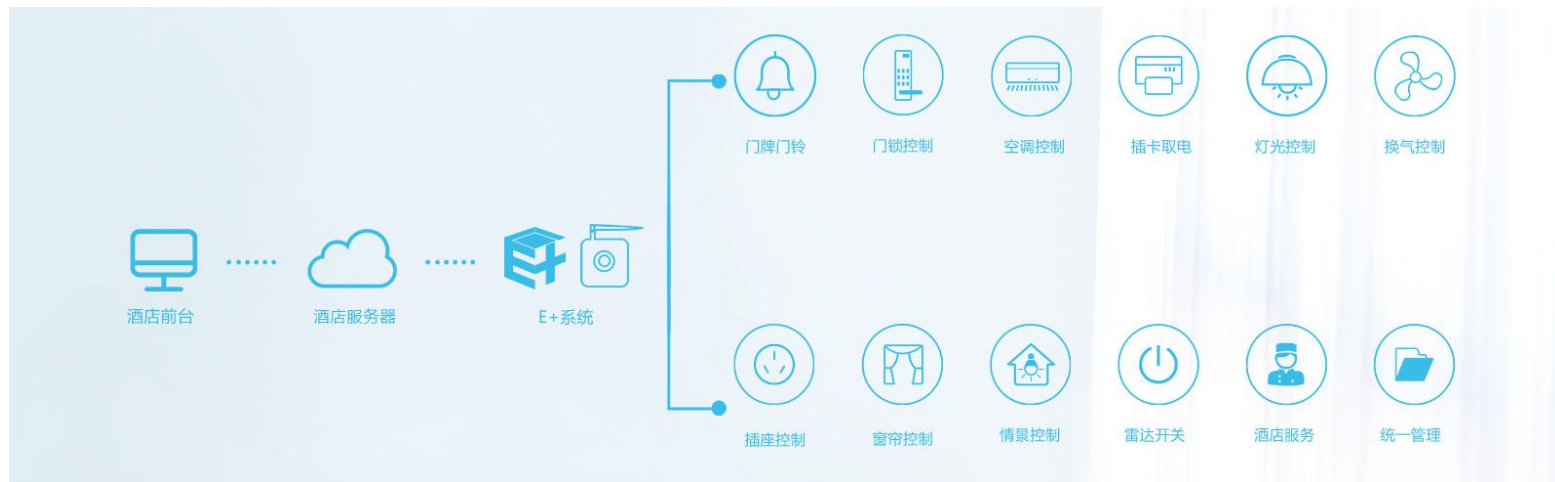 门牌门铃
门锁控制
空调控制
插卡取电
灯光控制
换气控制
酒店前台
酒店服务器
E+
E+系统
插座控制
窗帘控制
情景控制
雷达开关
酒店服务
统一管理